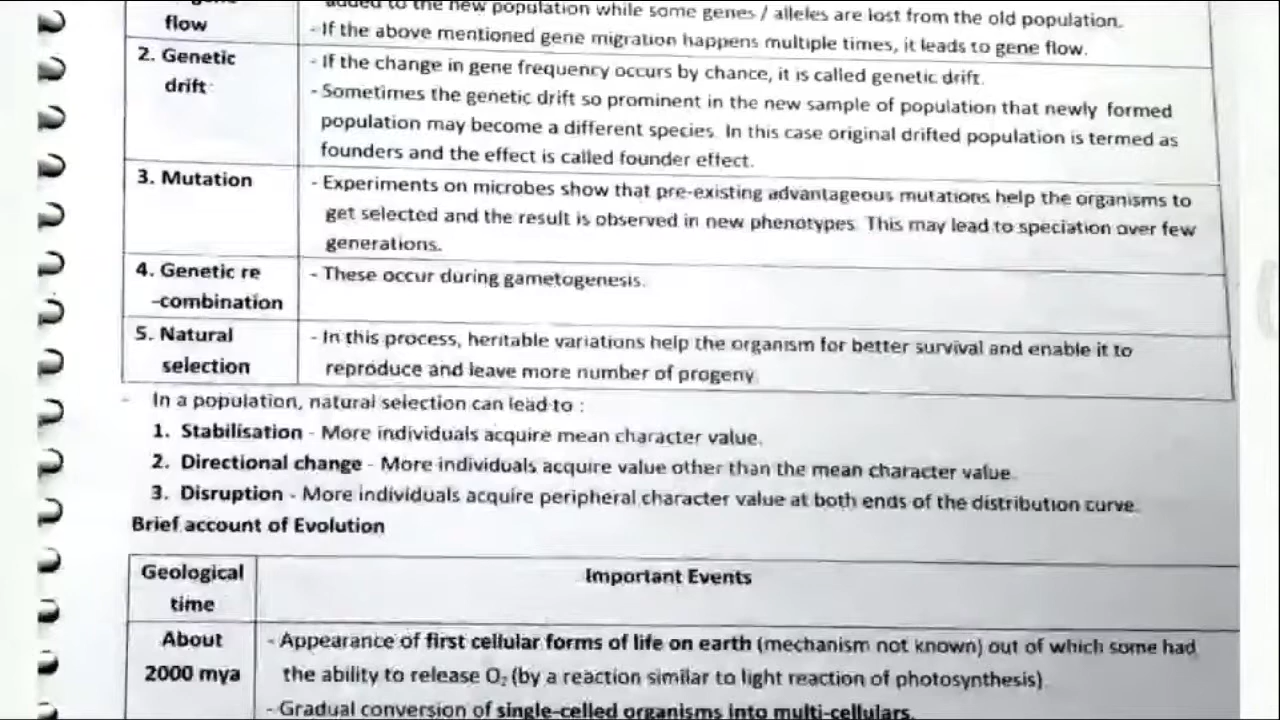 added to the new population while some genes / alleles are lost from the old population.
flow
- If the above mentioned gene migration happens multiple times, it leads to gene flow.
2. Genetic drift
- If the change in gene frequency occurs by chance, it is called genetic drift.
- Sometimes the genetic drift so prominent in the new sample of population that newly formed
population may become a different species. In this case original drifted population is termed as
founders and the effect is called founder effect.
3. Mutation
- Experiments on microbes show that pre-existing advantageous mutations help the organisms to
get selected and the result is observed in new phenotypes. This may lead to speciation over few
generations.
4. Genetic re
-combination
- These occur during gametogenesis.
5. Natural
selection
- In this process, heritable variations help the organism for better survival and enable it to
reproduce and leave more number of progeny
- In a population, natural selection can lead to :
1. Stabilisation - More individuals acquire mean character value.
2. Directional change - More individuals acquire value other than the mean character value.
3. Disruption - More individuals acquire peripheral character value at both ends of the distribution curve.
Brief account of Evolution
Geological
time
Important Events
About
2000 mya
- Appearance of first cellular forms of life on earth (mechanism not known) out of which some had
the ability to release O₂ (by a reaction similar to light reaction of photosynthesis)
- Gradual conversion of single-celled organisms into multi-cellulars.